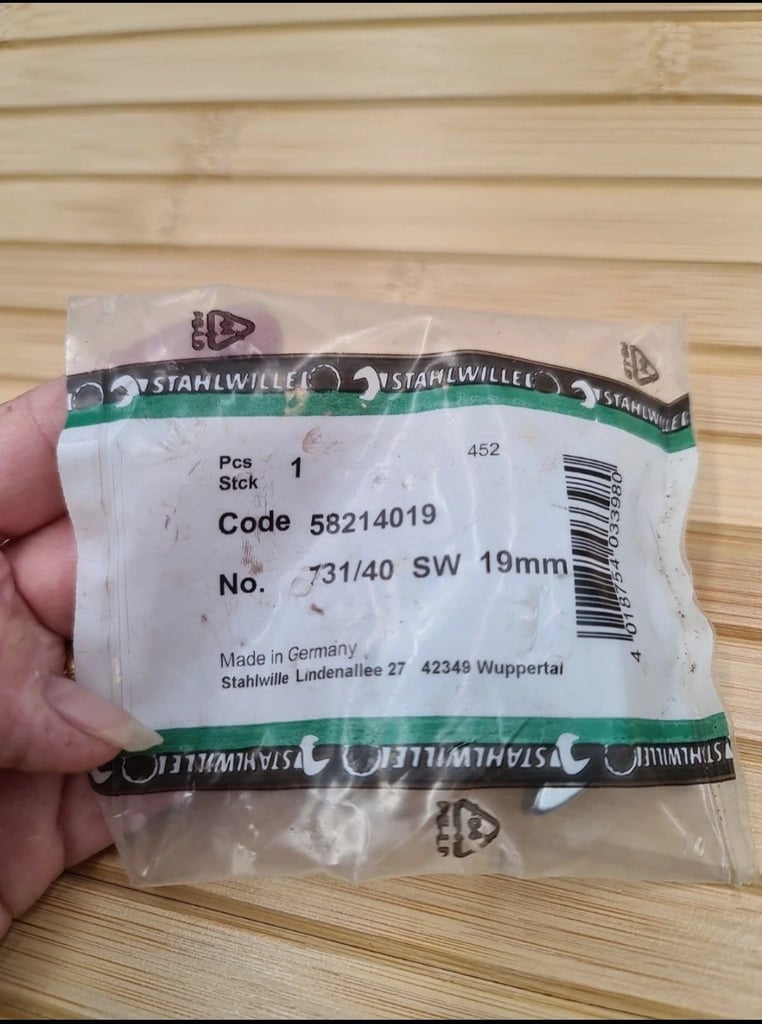 STAHLWILLE STAHLWILLE STAHLWILLE
Pcs 1 452
Stck
Code 58214019
No. 731/40 SW 19mm
4 018754 033980
Made in Germany
Stahlwille Lindenallee 27 42349 Wuppertal
STAHLWILLE STAHLWILLE STAHLWILLE